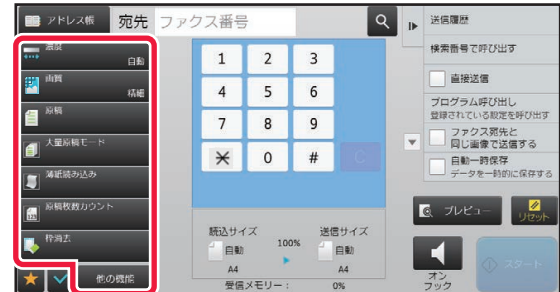 アドレス帳
宛先
ファクス番号
濃度
自動
画質
精細
原稿
大量原稿モード
薄紙読み込み
原稿枚数カウント
枠消去
他の機能
1 2 3
4 5 6
7 8 9
0 # C
読込サイズ
送信サイズ
自動
100%
自動
A4
A4
受信メモリー:
0%
送信履歴
検索番号で呼び出す
直接送信
プログラム呼び出し
登録されている設定を呼び出す
ファクス宛先と
同じ画像で送信する
自動一時保存
データを一時的に保存する
プレビュー
リセット
オン
フック
スタート